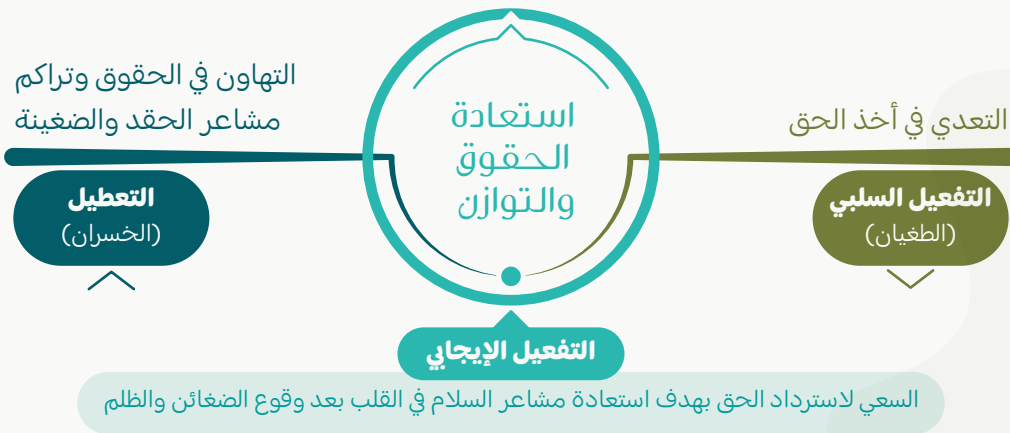 استعادة
الحقوق
والتوازن
التعدي في أخذ الحق
التفعيل السلبي
(الطغيان)
التهاون في الحقوق وتراكم
مشاعر الحقد والضغينة
التعطيل
(الخسران)
التفعيل الإيجابي
السعي لاسترداد الحق بهدف استعادة مشاعر السلام في القلب بعد وقوع الضغائن والظلم